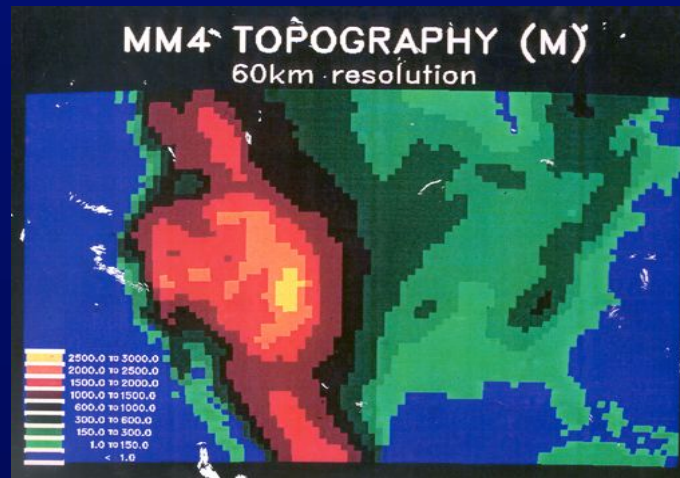 MM4 TOPOGRAPHY (M)
60km resolution
2500.0 TO 3000.0
2000.0 TO 2500.0
1500.0 TO 2000.0
1000.0 TO 1500.0
600.0 TO 1000.0
300.0 TO 600.0
150.0 TO 300.0
1.0 TO 150.0
< 1.0